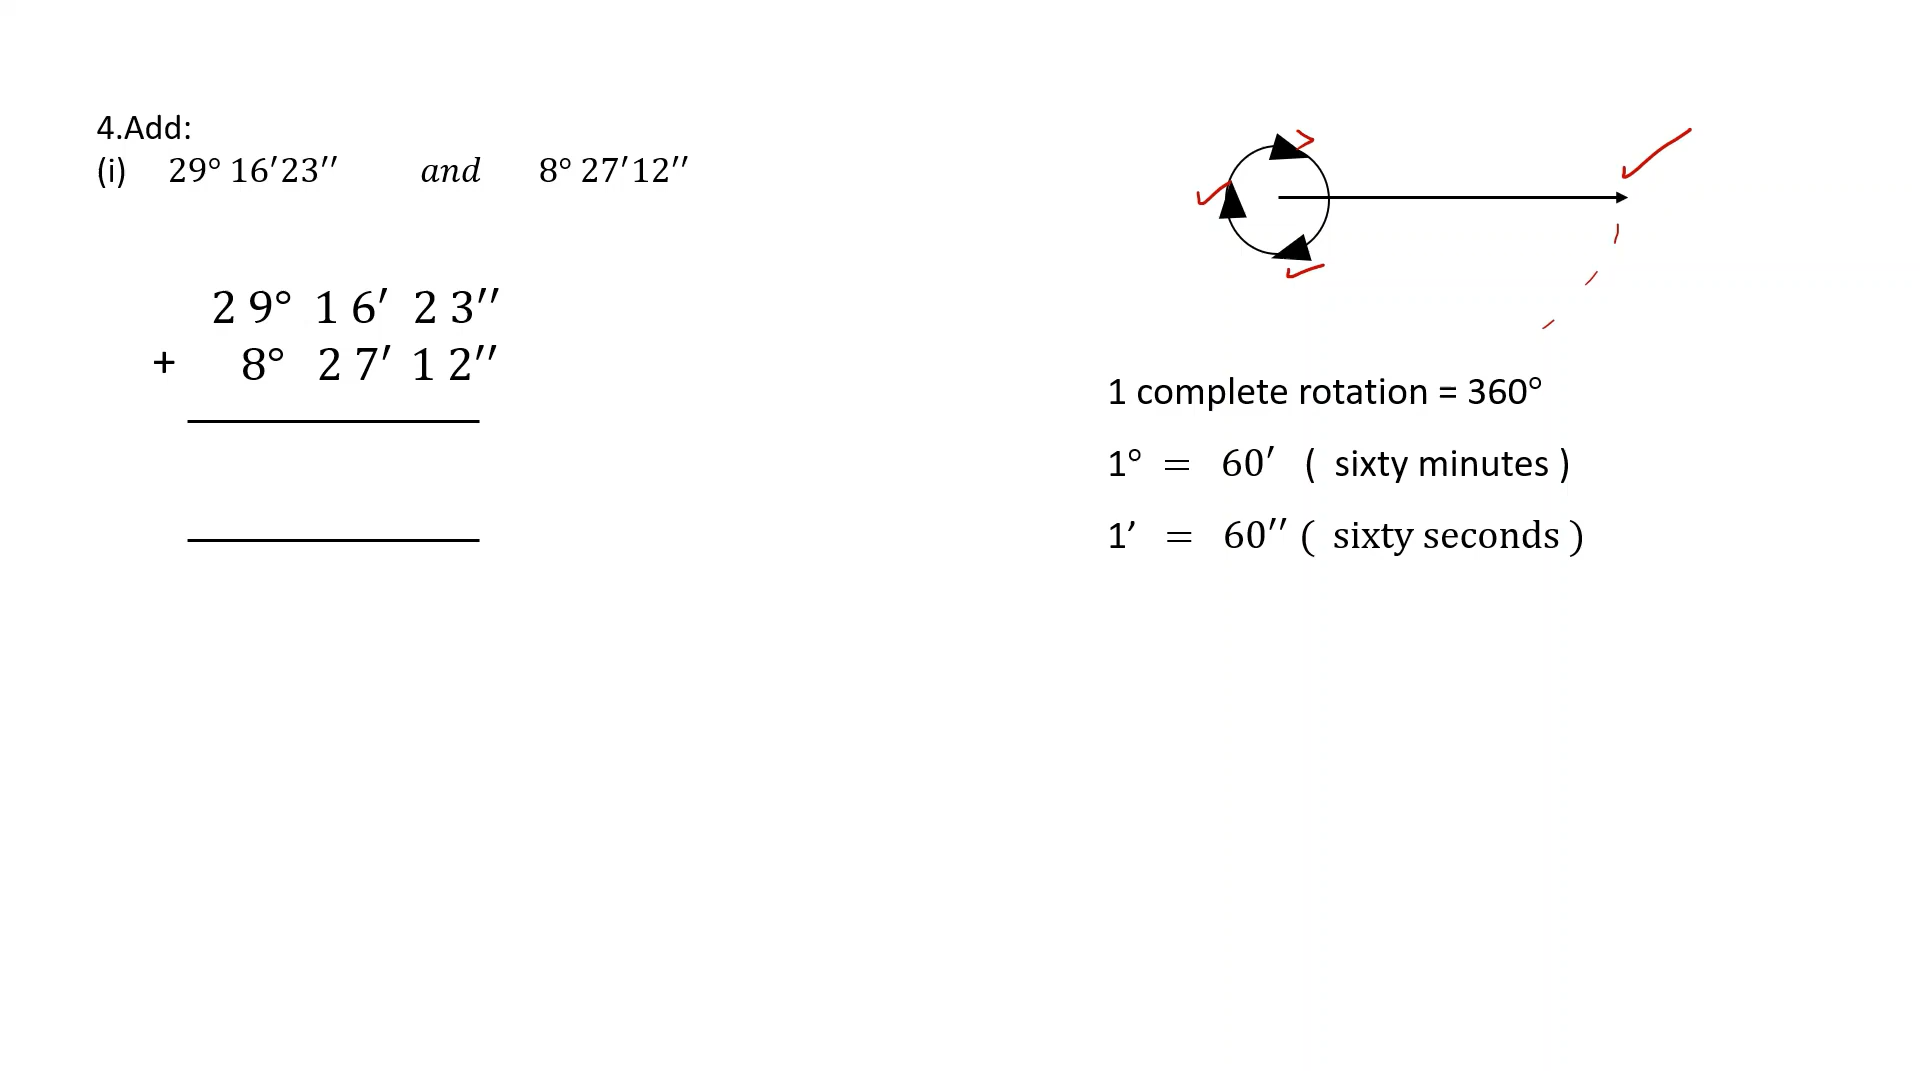 4.Add:
(i) 29° 16′23′′ and 8° 27′12′′
2 9° 1 6′ 2 3′′
+ 8° 2 7′ 1 2′′
1 complete rotation = 360°
1° = 60′ ( sixty minutes )
1’ = 60′′ ( sixty seconds )